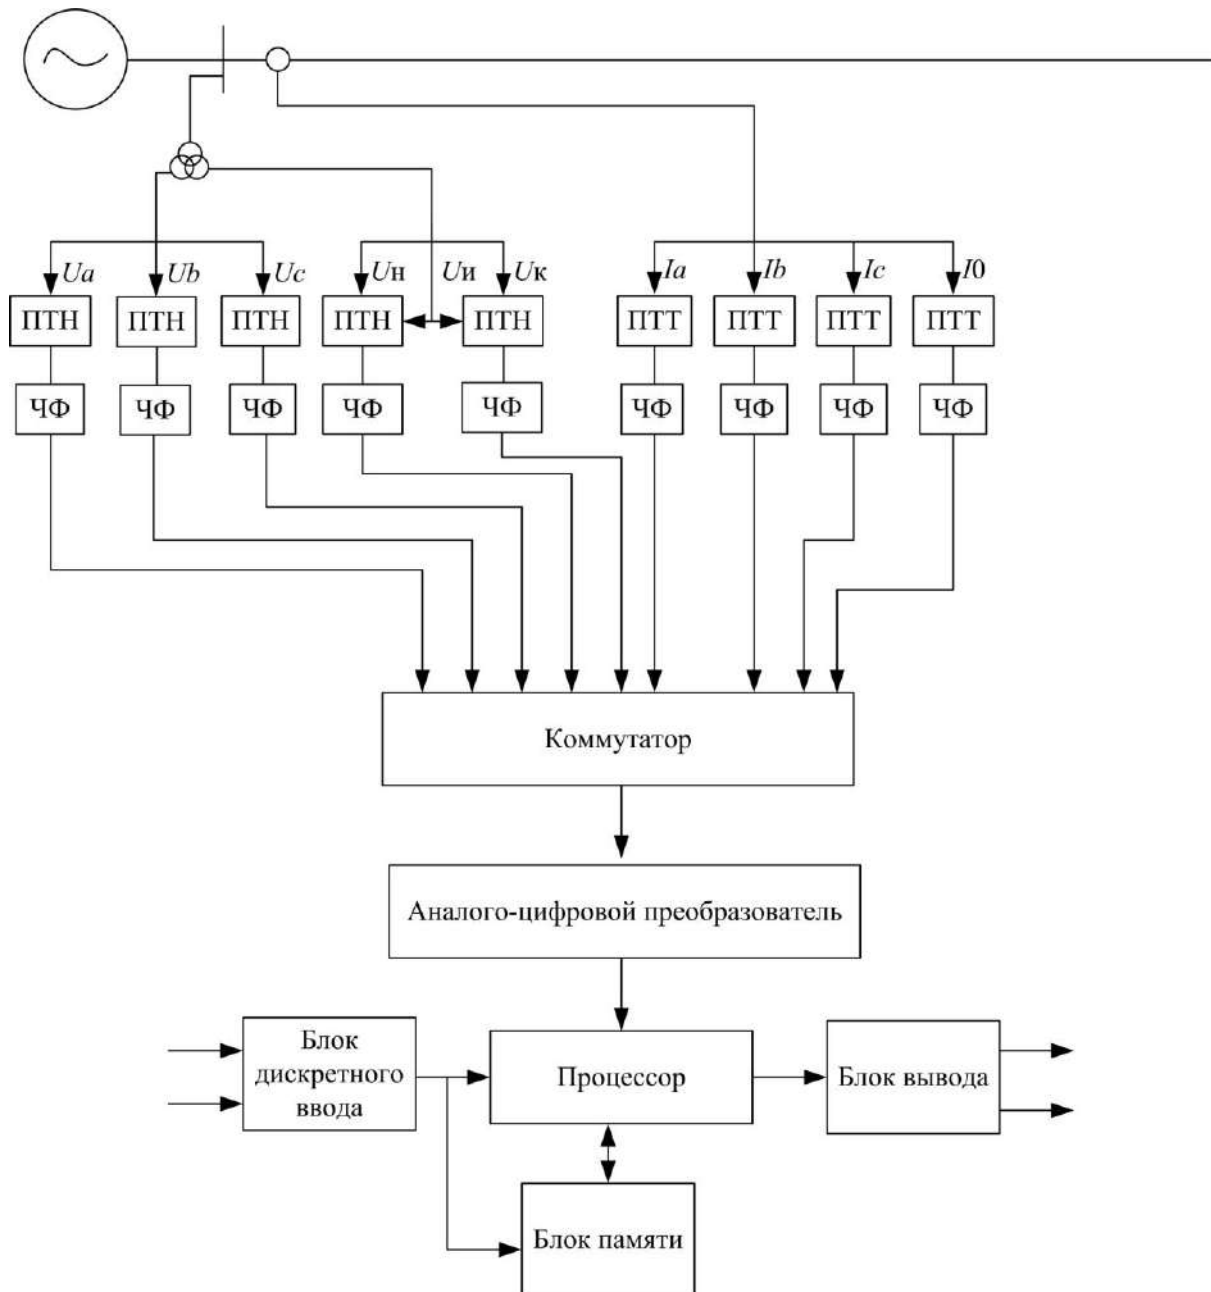 Ua Ub Uc Uн Uи Uк Ia Ib Ic I0
ПТН ПТН ПТН ПТН ПТН ПТТ ПТТ ПТТ ПТТ
ЧФ ЧФ ЧФ ЧФ ЧФ ЧФ ЧФ ЧФ ЧФ
Коммутатор
Аналого-цифровой преобразователь
Блок
дискретного
ввода
Процессор
Блок вывода
Блок памяти